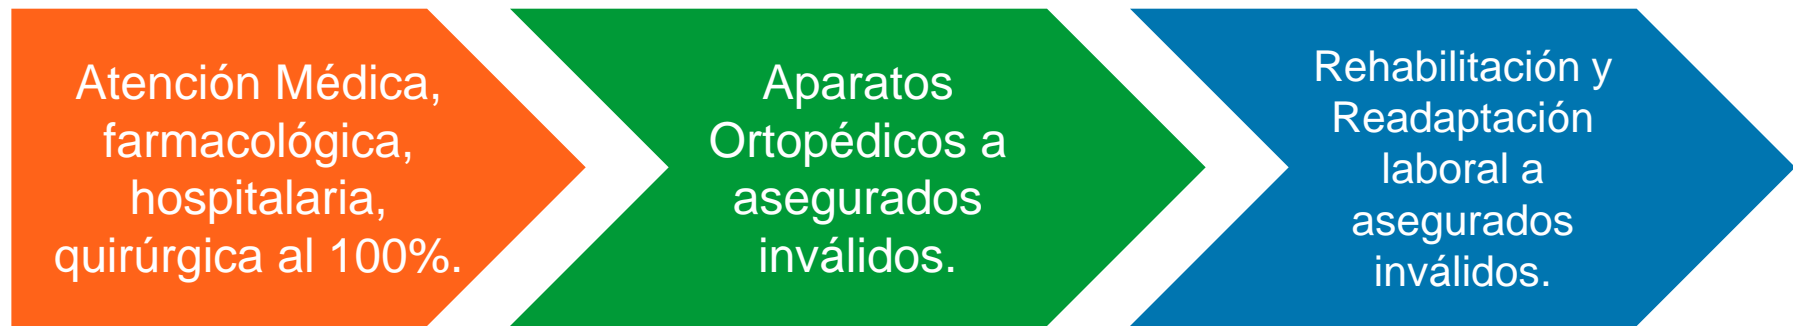 Atención Médica,
farmacológica,
hospitalaria,
quirúrgica al 100%.
Aparatos
Ortopédicos a
asegurados
inválidos.
Rehabilitación y
Readaptación
laboral a
asegurados
inválidos.